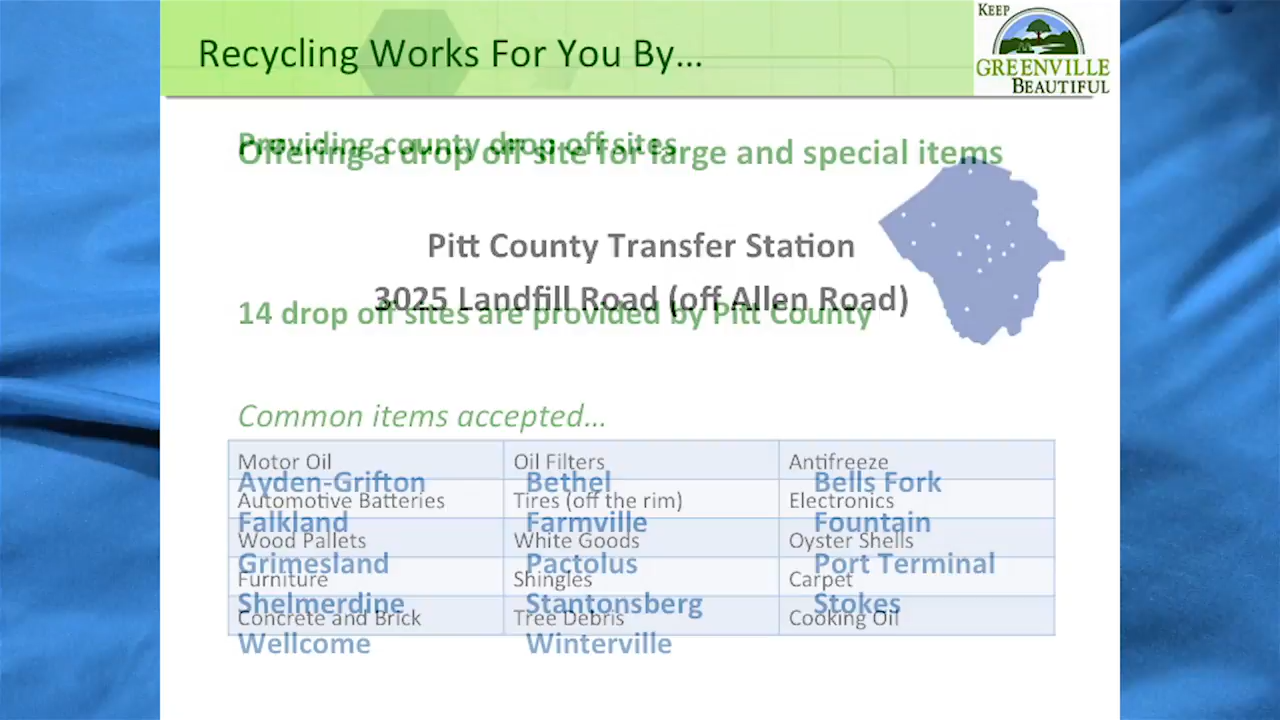 Recycling Works For You By...
KEEP
GREENVILLE
BEAUTIFUL
Providing county drop off sites
Offering a drop off site for large and special items
Pitt County Transfer Station
3025 Landfill Road (off Allen Road)
14 drop off sites are provided by Pitt County
Common items accepted...
Motor Oil Oil Filters Antifreeze
Ayden-Grifton Bethel Bells Fork
Automotive Batteries Tires (off the rim) Electronics
Falkland Farmville Fountain
Wood Pallets White Goods Oyster Shells
Grimesland Pactolus Port Terminal
Furniture Shingles Carpet
Shelmerdine Stantonsberg Stokes
Concrete and Brick Tree Debris Cooking Oil
Wellcome Winterville